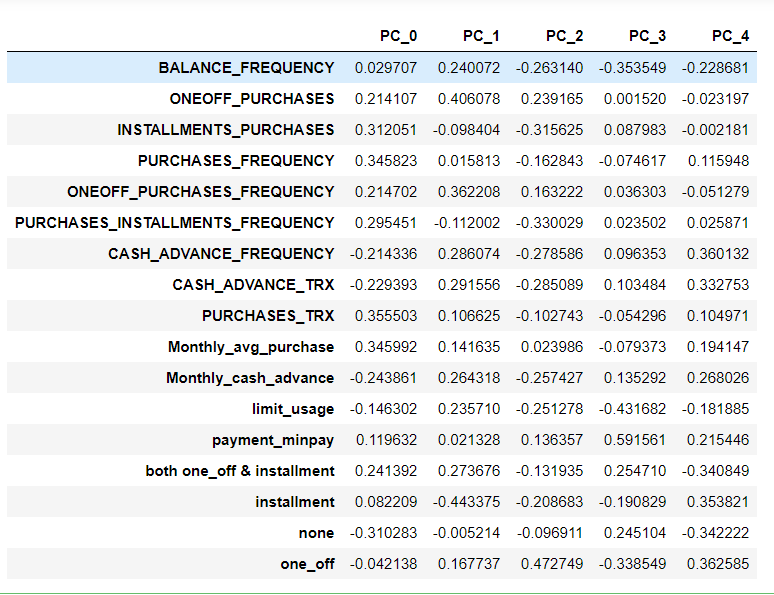 PC_0 PC_1 PC_2 PC_3 PC_4
BALANCE_FREQUENCY 0.029707 0.240072 -0.263140 -0.353549 -0.228681
ONEOFF_PURCHASES 0.214107 0.406078 0.239165 0.001520 -0.023197
INSTALLMENTS_PURCHASES 0.312051 -0.098404 -0.315625 0.087983 -0.002181
PURCHASES_FREQUENCY 0.345823 0.015813 -0.162843 -0.074617 0.115948
ONEOFF_PURCHASES_FREQUENCY 0.214702 0.362208 0.163222 0.036303 -0.051279
PURCHASES_INSTALLMENTS_FREQUENCY 0.295451 -0.112002 -0.330029 0.023502 0.025871
CASH_ADVANCE_FREQUENCY -0.214336 0.286074 -0.278586 0.096353 0.360132
CASH_ADVANCE_TRX -0.229393 0.291556 -0.285089 0.103484 0.332753
PURCHASES_TRX 0.355503 0.106625 -0.102743 -0.054296 0.104971
Monthly_avg_purchase 0.345992 0.141635 0.023986 -0.079373 0.194147
Monthly_cash_advance -0.243861 0.264318 -0.257427 0.135292 0.268026
limit_usage -0.146302 0.235710 -0.251278 -0.431682 -0.181885
payment_minpay 0.119632 0.021328 0.136357 0.591561 0.215446
both one_off & installment 0.241392 0.273676 -0.131935 0.254710 -0.340849
installment 0.082209 -0.443375 -0.208683 -0.190829 0.353821
none -0.310283 -0.005214 -0.096911 0.245104 -0.342222
one_off -0.042138 0.167737 0.472749 -0.338549 0.362585